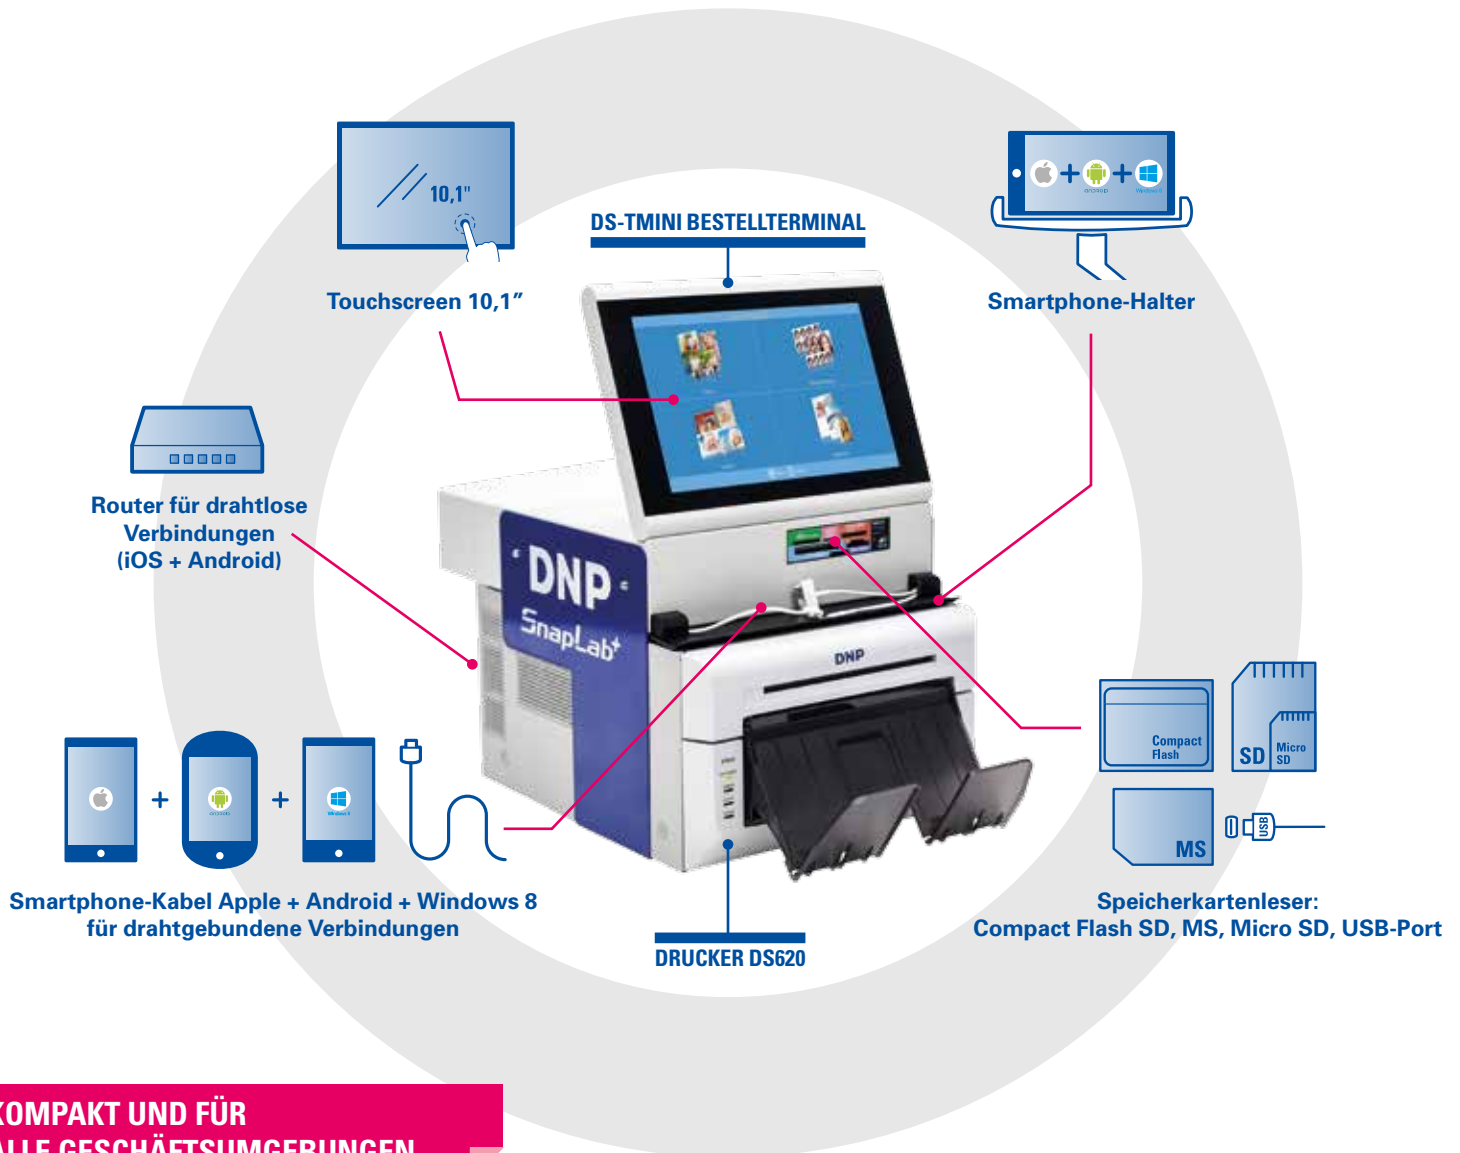 10,1"
Touchscreen 10,1"
DS-TMINI BESTELLTERMINAL
Smartphone-Halter
Router für drahtlose
Verbindungen
(iOS + Android)
DNP
SnapLab+
DNP
Compact
Flash
SD
Micro
SD
MS
USB
Smartphone-Kabel Apple + Android + Windows 8
für drahtgebundene Verbindungen
Speicherkartenleser:
Compact Flash SD, MS, Micro SD, USB-Port
DRUCKER DS620
KOMPAKT UND FÜR
ALLE GESCHÄFTSUMGEBUNGEN